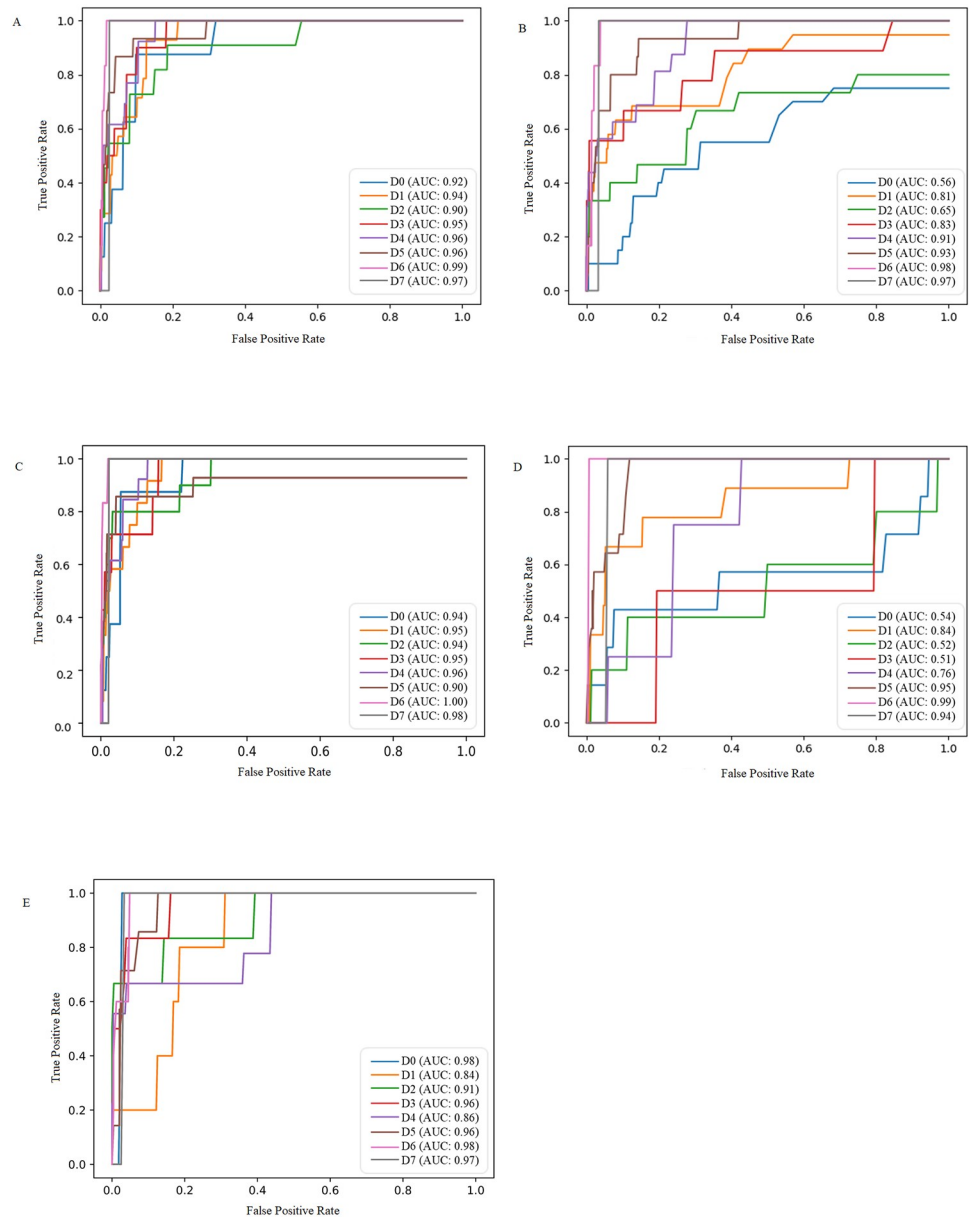 A
True Positive Rate
1.0
0.8
0.6
0.4
0.2
0.0
D0 (AUC: 0.92)
D1 (AUC: 0.94)
D2 (AUC: 0.90)
D3 (AUC: 0.95)
D4 (AUC: 0.96)
D5 (AUC: 0.96)
D6 (AUC: 0.99)
D7 (AUC: 0.97)
0.0 0.2 0.4 0.6 0.8 1.0
False Positive Rate
B
True Positive Rate
1.0
0.8
0.6
0.4
0.2
0.0
D0 (AUC: 0.56)
D1 (AUC: 0.81)
D2 (AUC: 0.65)
D3 (AUC: 0.83)
D4 (AUC: 0.91)
D5 (AUC: 0.93)
D6 (AUC: 0.98)
D7 (AUC: 0.97)
0.0 0.2 0.4 0.6 0.8 1.0
False Positive Rate
C
True Positive Rate
1.0
0.8
0.6
0.4
0.2
0.0
D0 (AUC: 0.94)
D1 (AUC: 0.95)
D2 (AUC: 0.94)
D3 (AUC: 0.95)
D4 (AUC: 0.96)
D5 (AUC: 0.90)
D6 (AUC: 1.00)
D7 (AUC: 0.98)
0.0 0.2 0.4 0.6 0.8 1.0
False Positive Rate
D
True Positive Rate
1.0
0.8
0.6
0.4
0.2
0.0
D0 (AUC: 0.54)
D1 (AUC: 0.84)
D2 (AUC: 0.52)
D3 (AUC: 0.51)
D4 (AUC: 0.76)
D5 (AUC: 0.95)
D6 (AUC: 0.99)
D7 (AUC: 0.94)
0.0 0.2 0.4 0.6 0.8 1.0
False Positive Rate
E
True Positive Rate
1.0
0.8
0.6
0.4
0.2
0.0
D0 (AUC: 0.98)
D1 (AUC: 0.84)
D2 (AUC: 0.91)
D3 (AUC: 0.96)
D4 (AUC: 0.86)
D5 (AUC: 0.96)
D6 (AUC: 0.98)
D7 (AUC: 0.97)
0.0 0.2 0.4 0.6 0.8 1.0
False Positive Rate